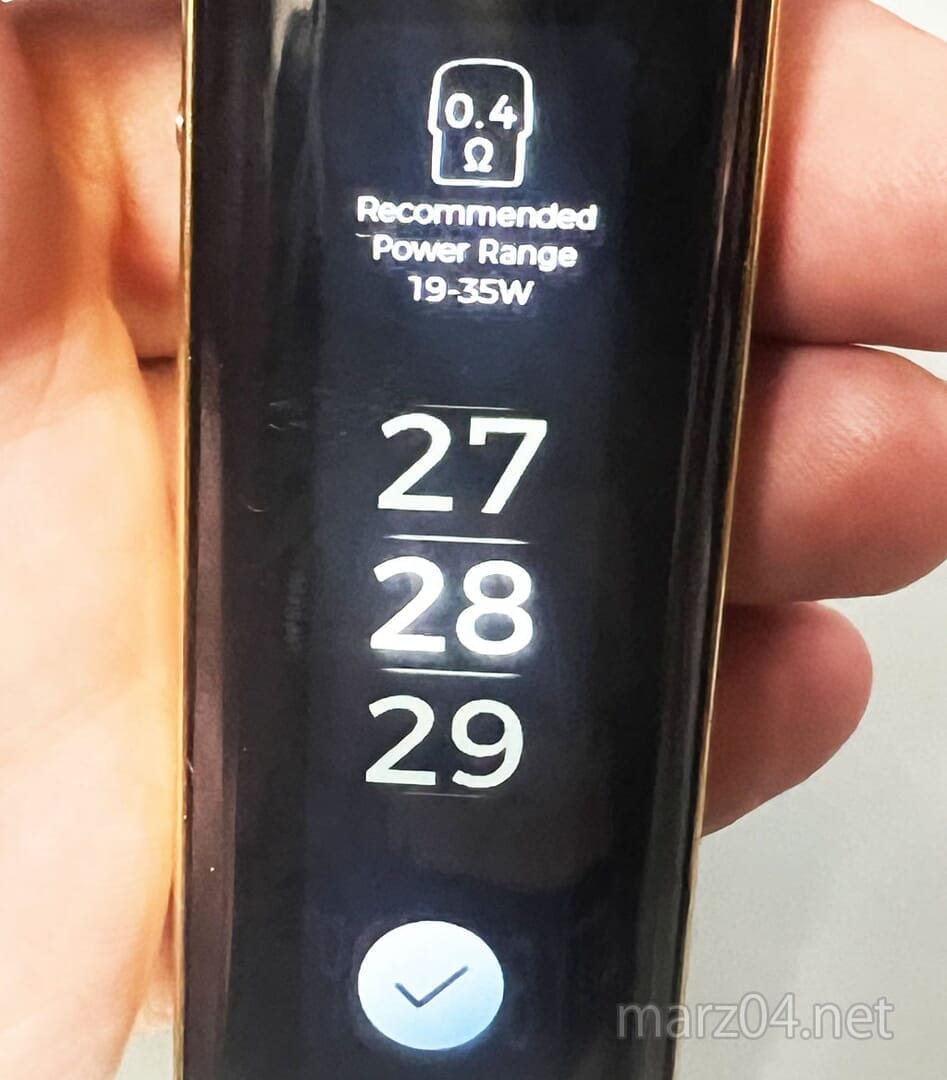 0.4
Ω
Recommended
Power Range
19-35W
27
28
29
marz04.net